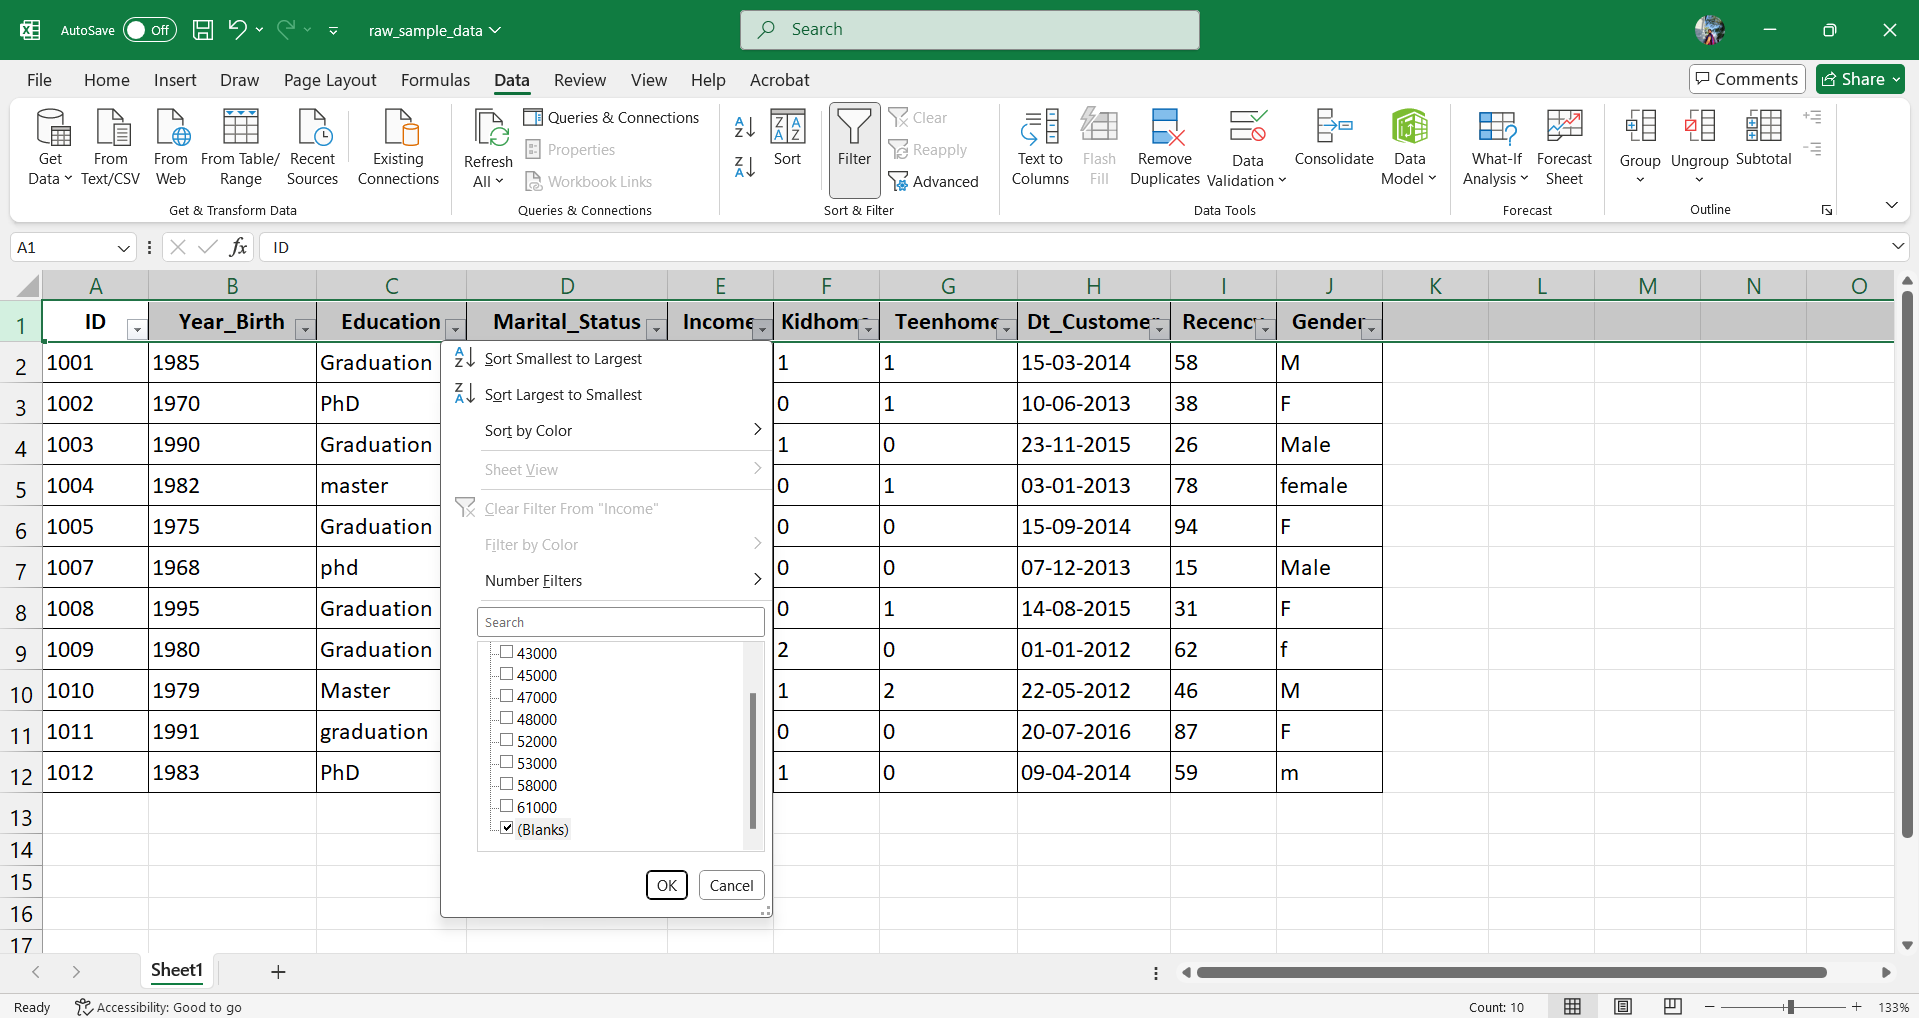 AutoSave Off raw_sample_data Search
File Home Insert Draw Page Layout Formulas Data Review View Help Acrobat Comments Share
Get Data
From Text/CSV
From Web
From Table/ Range
Recent Sources
Existing Connections
Get & Transform Data
Refresh All
Queries & Connections
Properties
Workbook Links
Queries & Connections
Sort
Filter
Clear
Reapply
Advanced
Sort & Filter
Text to Columns
Flash Fill
Remove Duplicates
Data Validation
Consolidate
Data Model
Data Tools
What-If Analysis
Forecast Sheet
Forecast
Group
Ungroup
Subtotal
Outline
A1 fx ID
A B C D E F G H I J K L M N O
1 ID Year_Birth Education Marital_Status Income Kidhome Teenhome Dt_Customer Recency Gender
2 1001 1985 Graduation 1 1 15-03-2014 58 M
3 1002 1970 PhD 0 1 10-06-2013 38 F
4 1003 1990 Graduation 1 0 23-11-2015 26 Male
5 1004 1982 master 0 1 03-01-2013 78 female
6 1005 1975 Graduation 0 0 15-09-2014 94 F
7 1007 1968 phd 0 0 07-12-2013 15 Male
8 1008 1995 Graduation 0 1 14-08-2015 31 F
9 1009 1980 Graduation 2 0 01-01-2012 62 f
10 1010 1979 Master 1 2 22-05-2012 46 M
11 1011 1991 graduation 0 0 20-07-2016 87 F
12 1012 1983 PhD 1 0 09-04-2014 59 m
13
14
15
16
17
Sort Smallest to Largest
Sort Largest to Smallest
Sort by Color
Sheet View
Clear Filter From "Income"
Filter by Color
Number Filters
Search
43000
45000
47000
48000
52000
53000
58000
61000
(Blanks)
OK Cancel
Sheet1
Ready Accessibility: Good to go Count: 10 133%